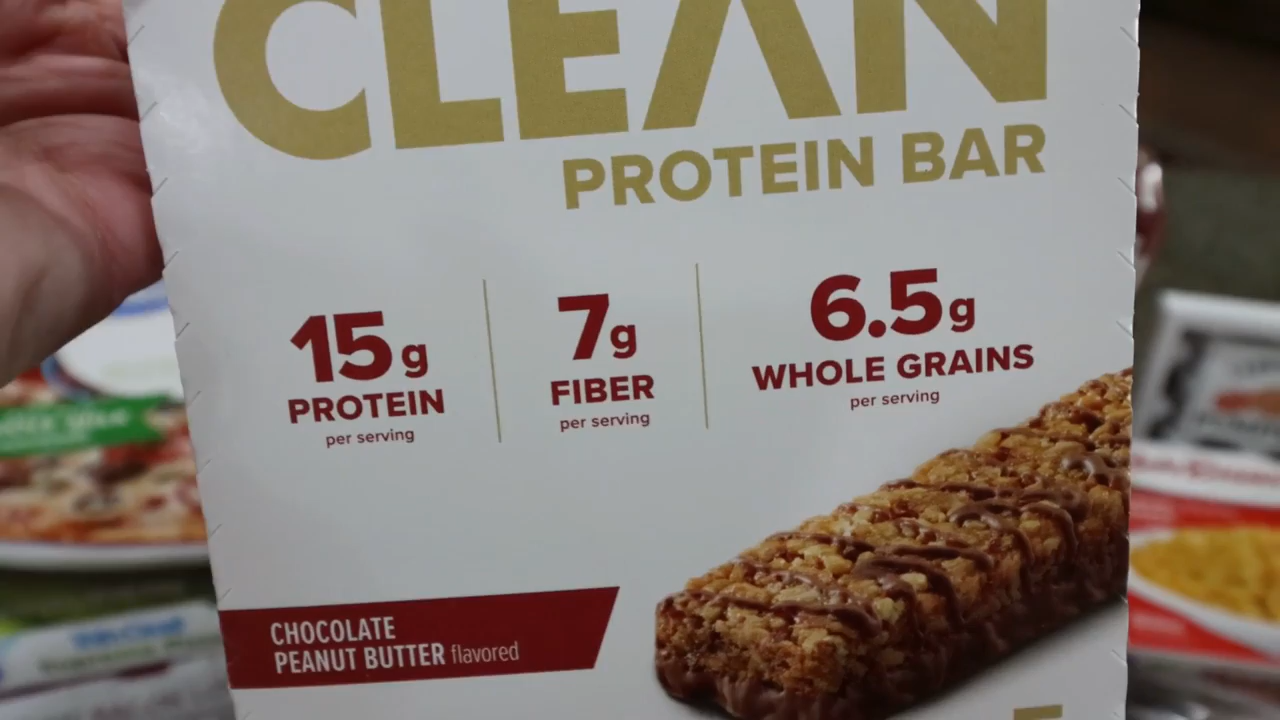 CLEAN
PROTEIN BAR
15g
PROTEIN
per serving
7g
FIBER
per serving
6.5g
WHOLE GRAINS
per serving
CHOCOLATE
PEANUT BUTTER flavored